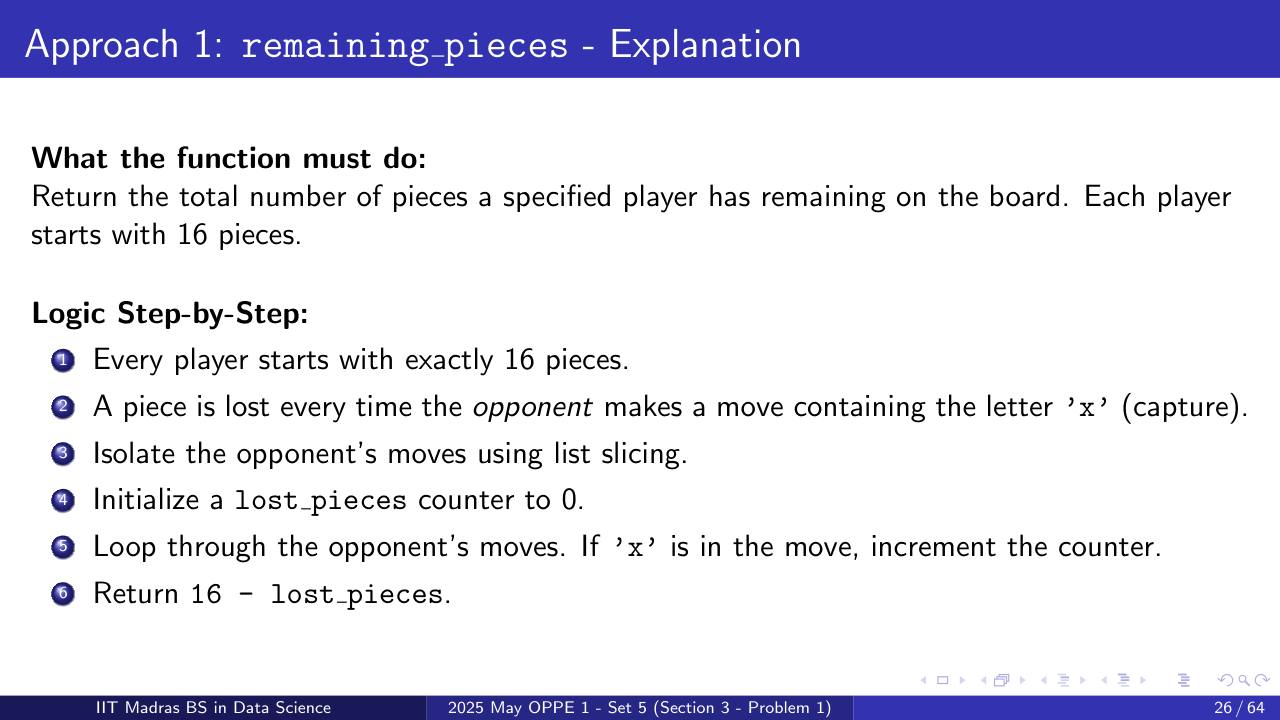 Approach 1: remaining_pieces - Explanation
What the function must do:
Return the total number of pieces a specified player has remaining on the board. Each player
starts with 16 pieces.
Logic Step-by-Step:
1 Every player starts with exactly 16 pieces.
2 A piece is lost every time the opponent makes a move containing the letter ’x’ (capture).
3 Isolate the opponent’s moves using list slicing.
4 Initialize a lost_pieces counter to 0.
5 Loop through the opponent’s moves. If ’x’ is in the move, increment the counter.
6 Return 16 - lost_pieces.
IIT Madras BS in Data Science 2025 May OPPE 1 - Set 5 (Section 3 - Problem 1) 26 / 64